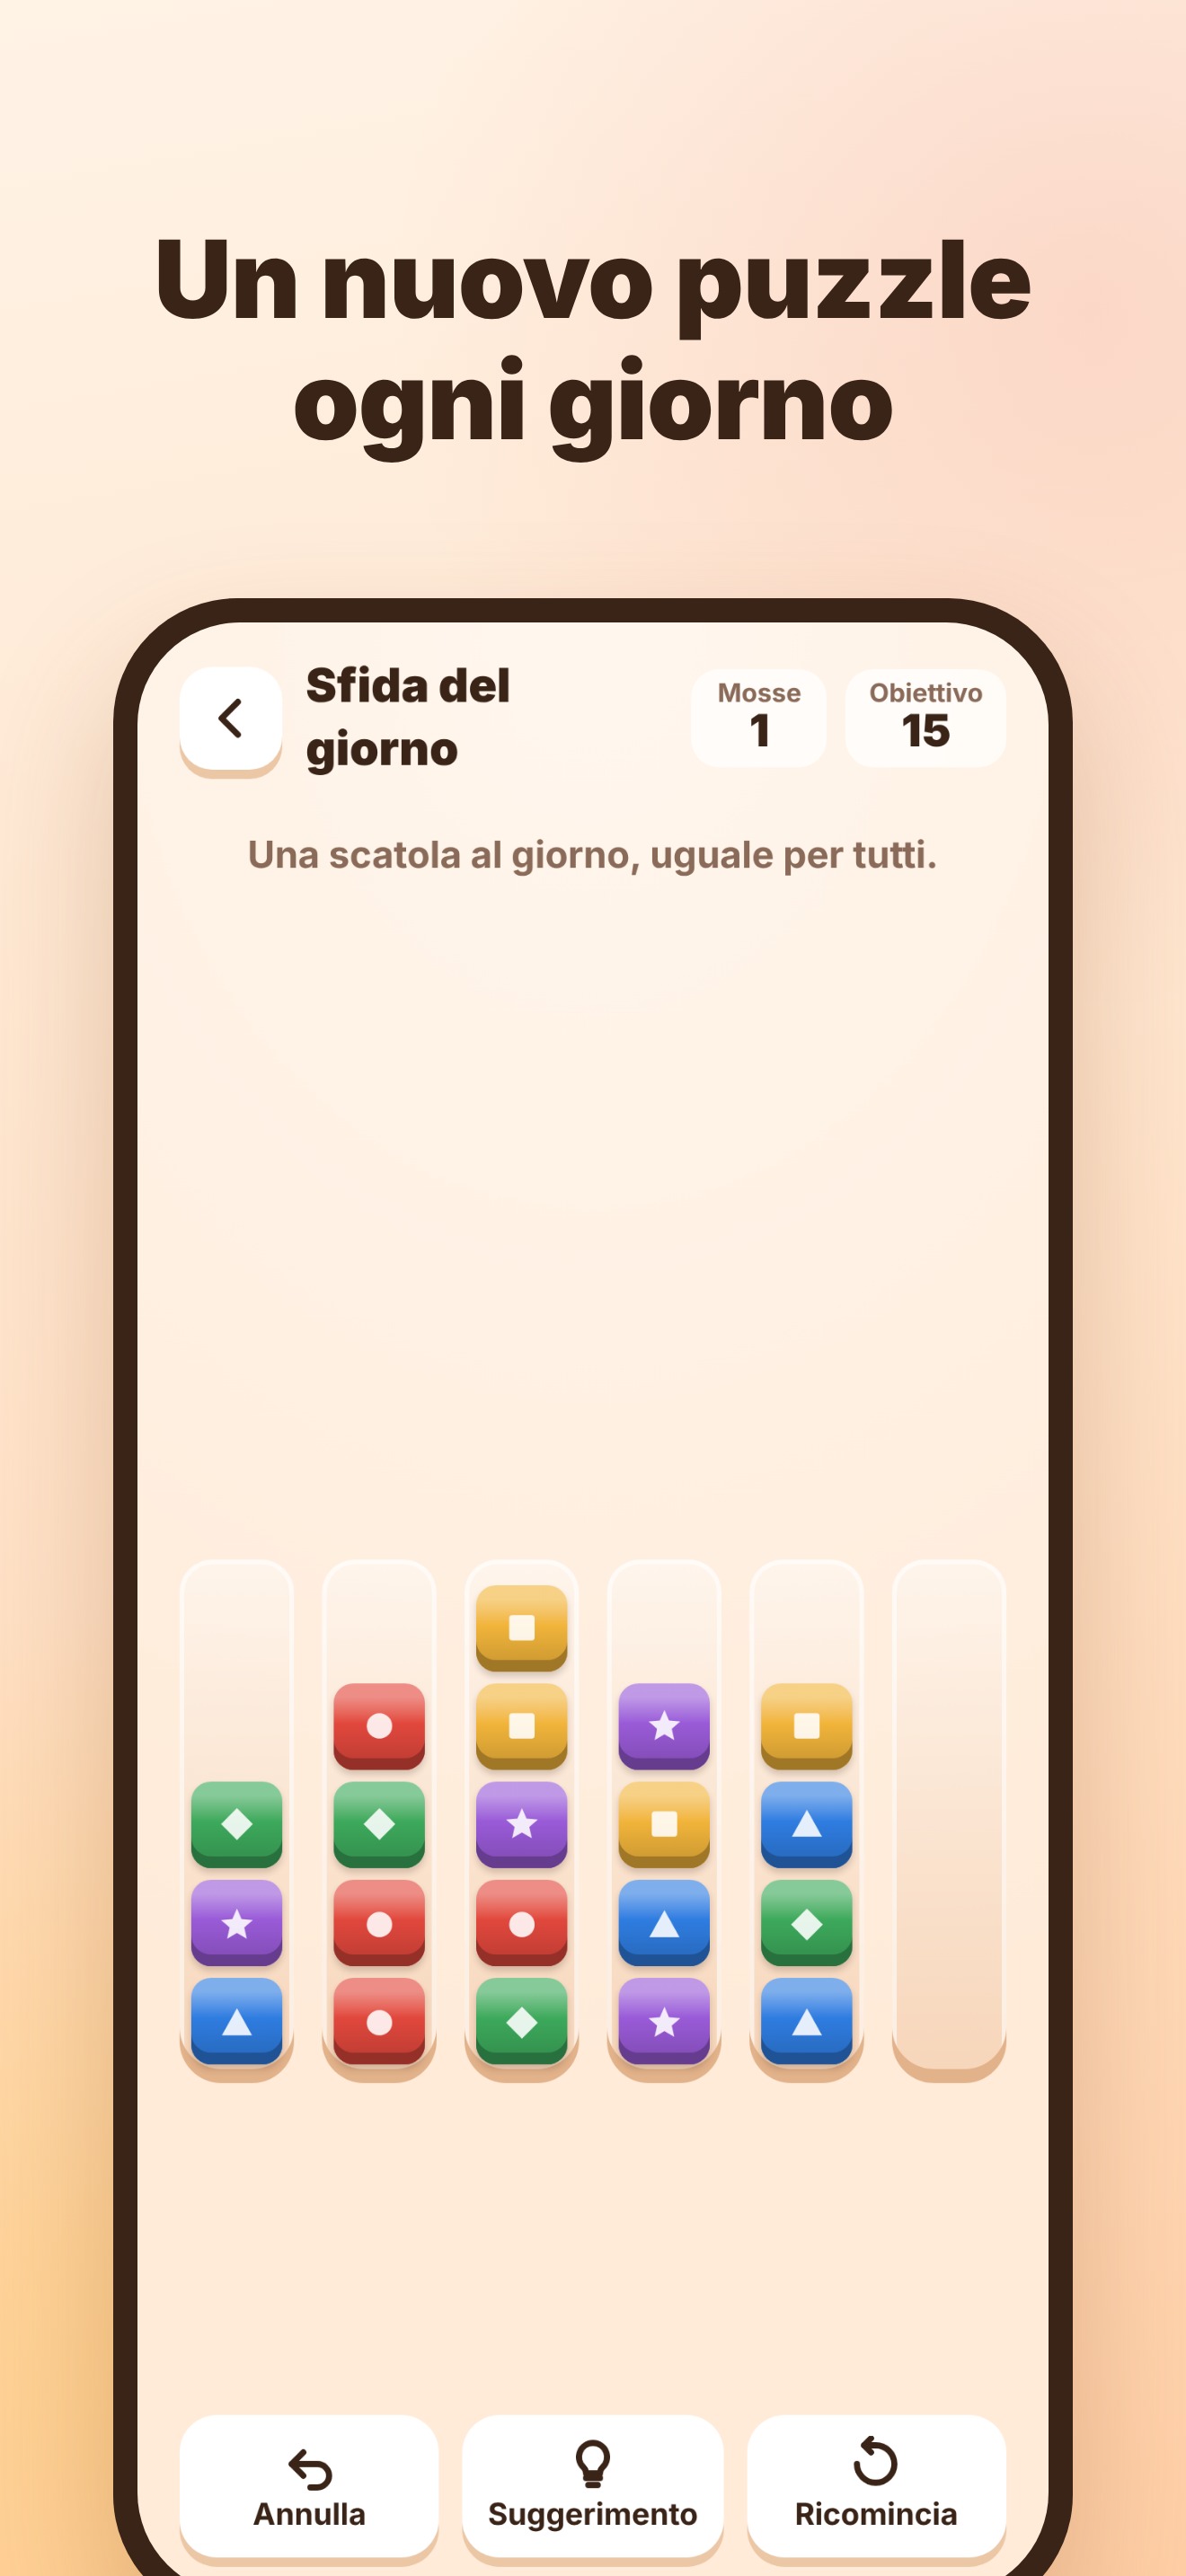 Un nuovo puzzle
ogni giorno
Sfida del
giorno
Mosse
1
Obiettivo
15
Una scatola al giorno, uguale per tutti.
Annulla
Suggerimento
Ricomincia